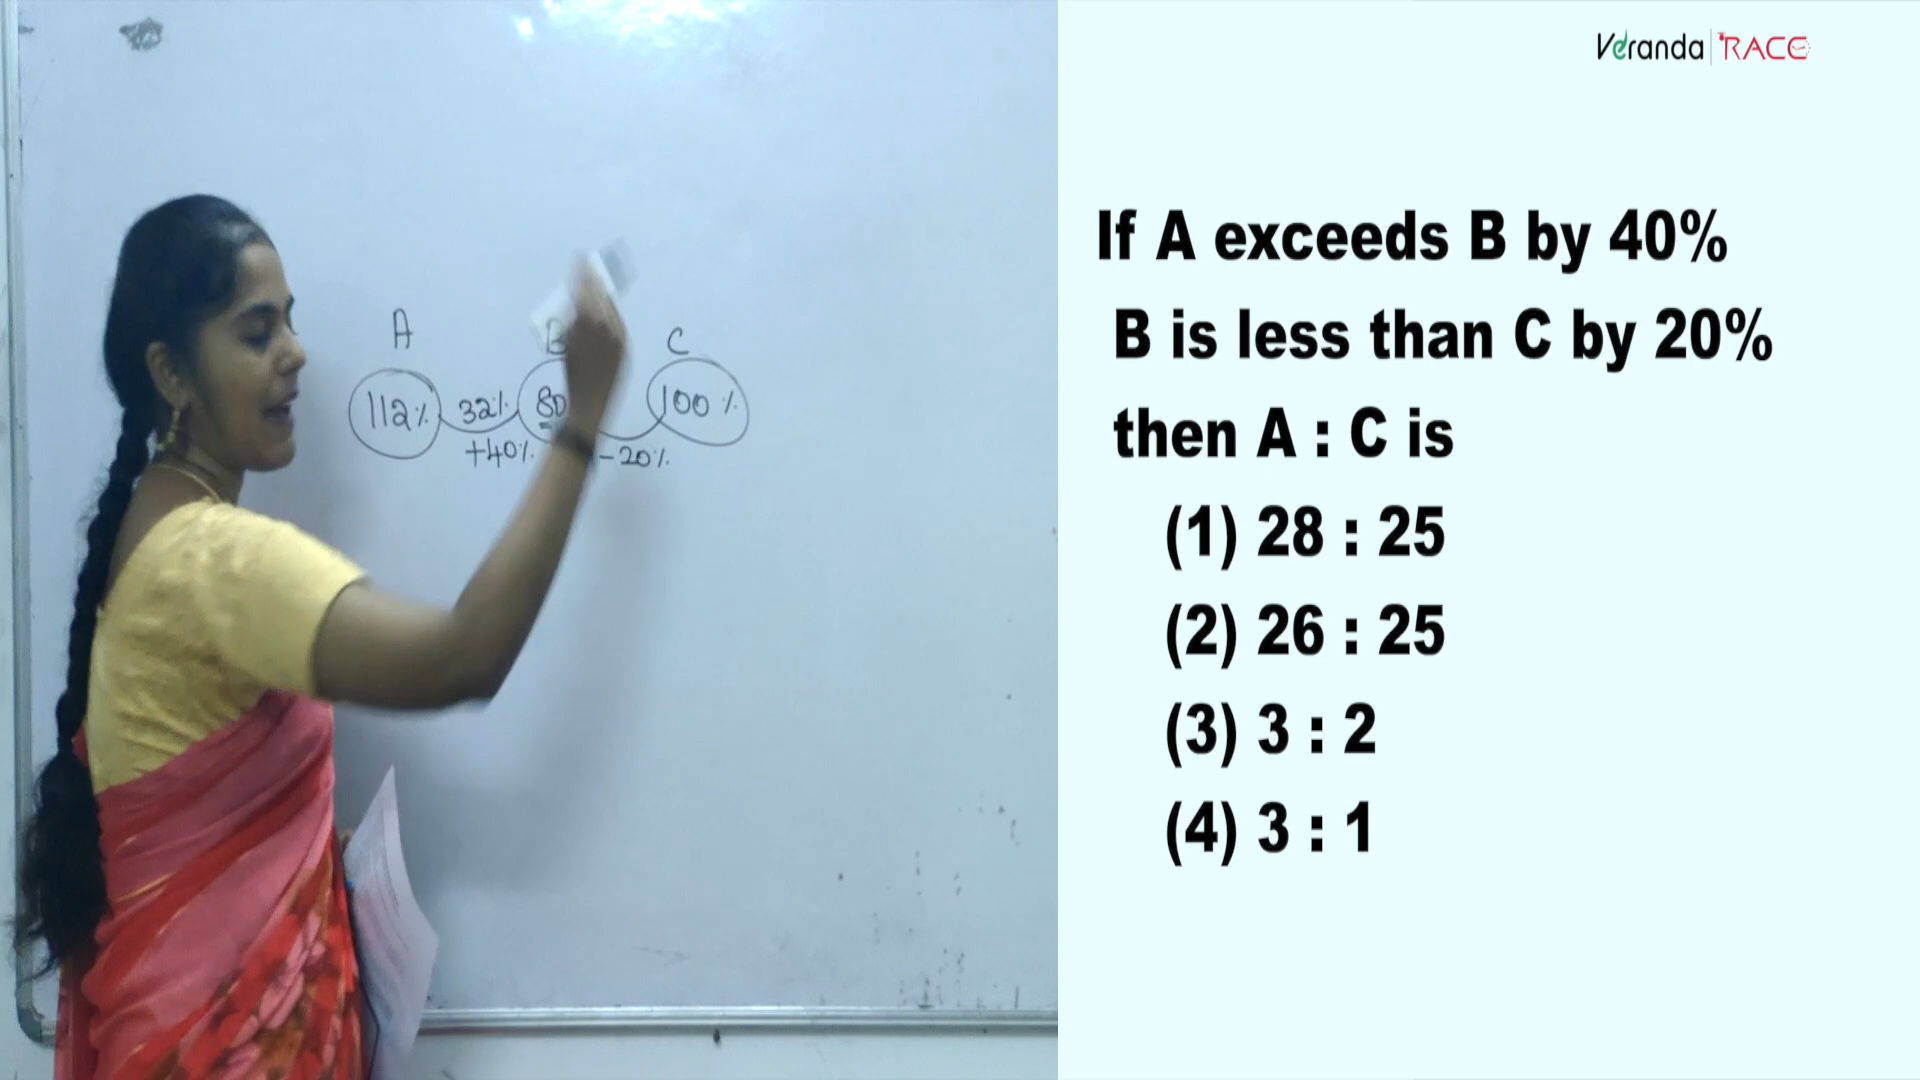 A B C
112% 32% 80 100%
+40% -20%
Veranda RACE
If A exceeds B by 40%
B is less than C by 20%
then A : C is
(1) 28 : 25
(2) 26 : 25
(3) 3 : 2
(4) 3 : 1